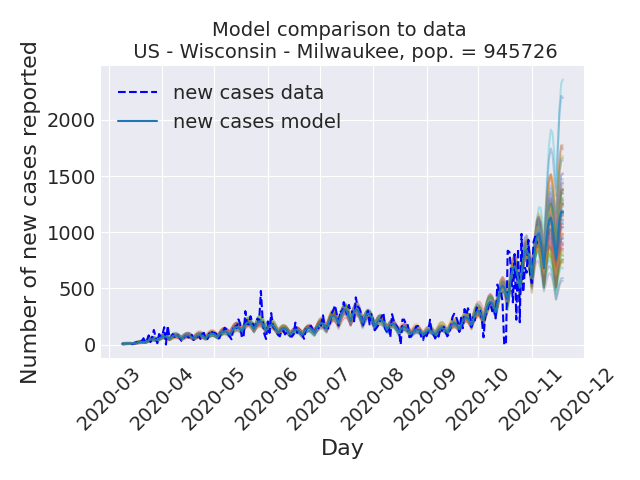 Model comparison to data
US - Wisconsin - Milwaukee, pop. = 945726
Number of new cases reported
new cases data
new cases model
2000
1500
1000
500
0
2020-03
2020-04
2020-05
2020-06
2020-07
2020-08
2020-09
2020-10
2020-11
2020-12
Day